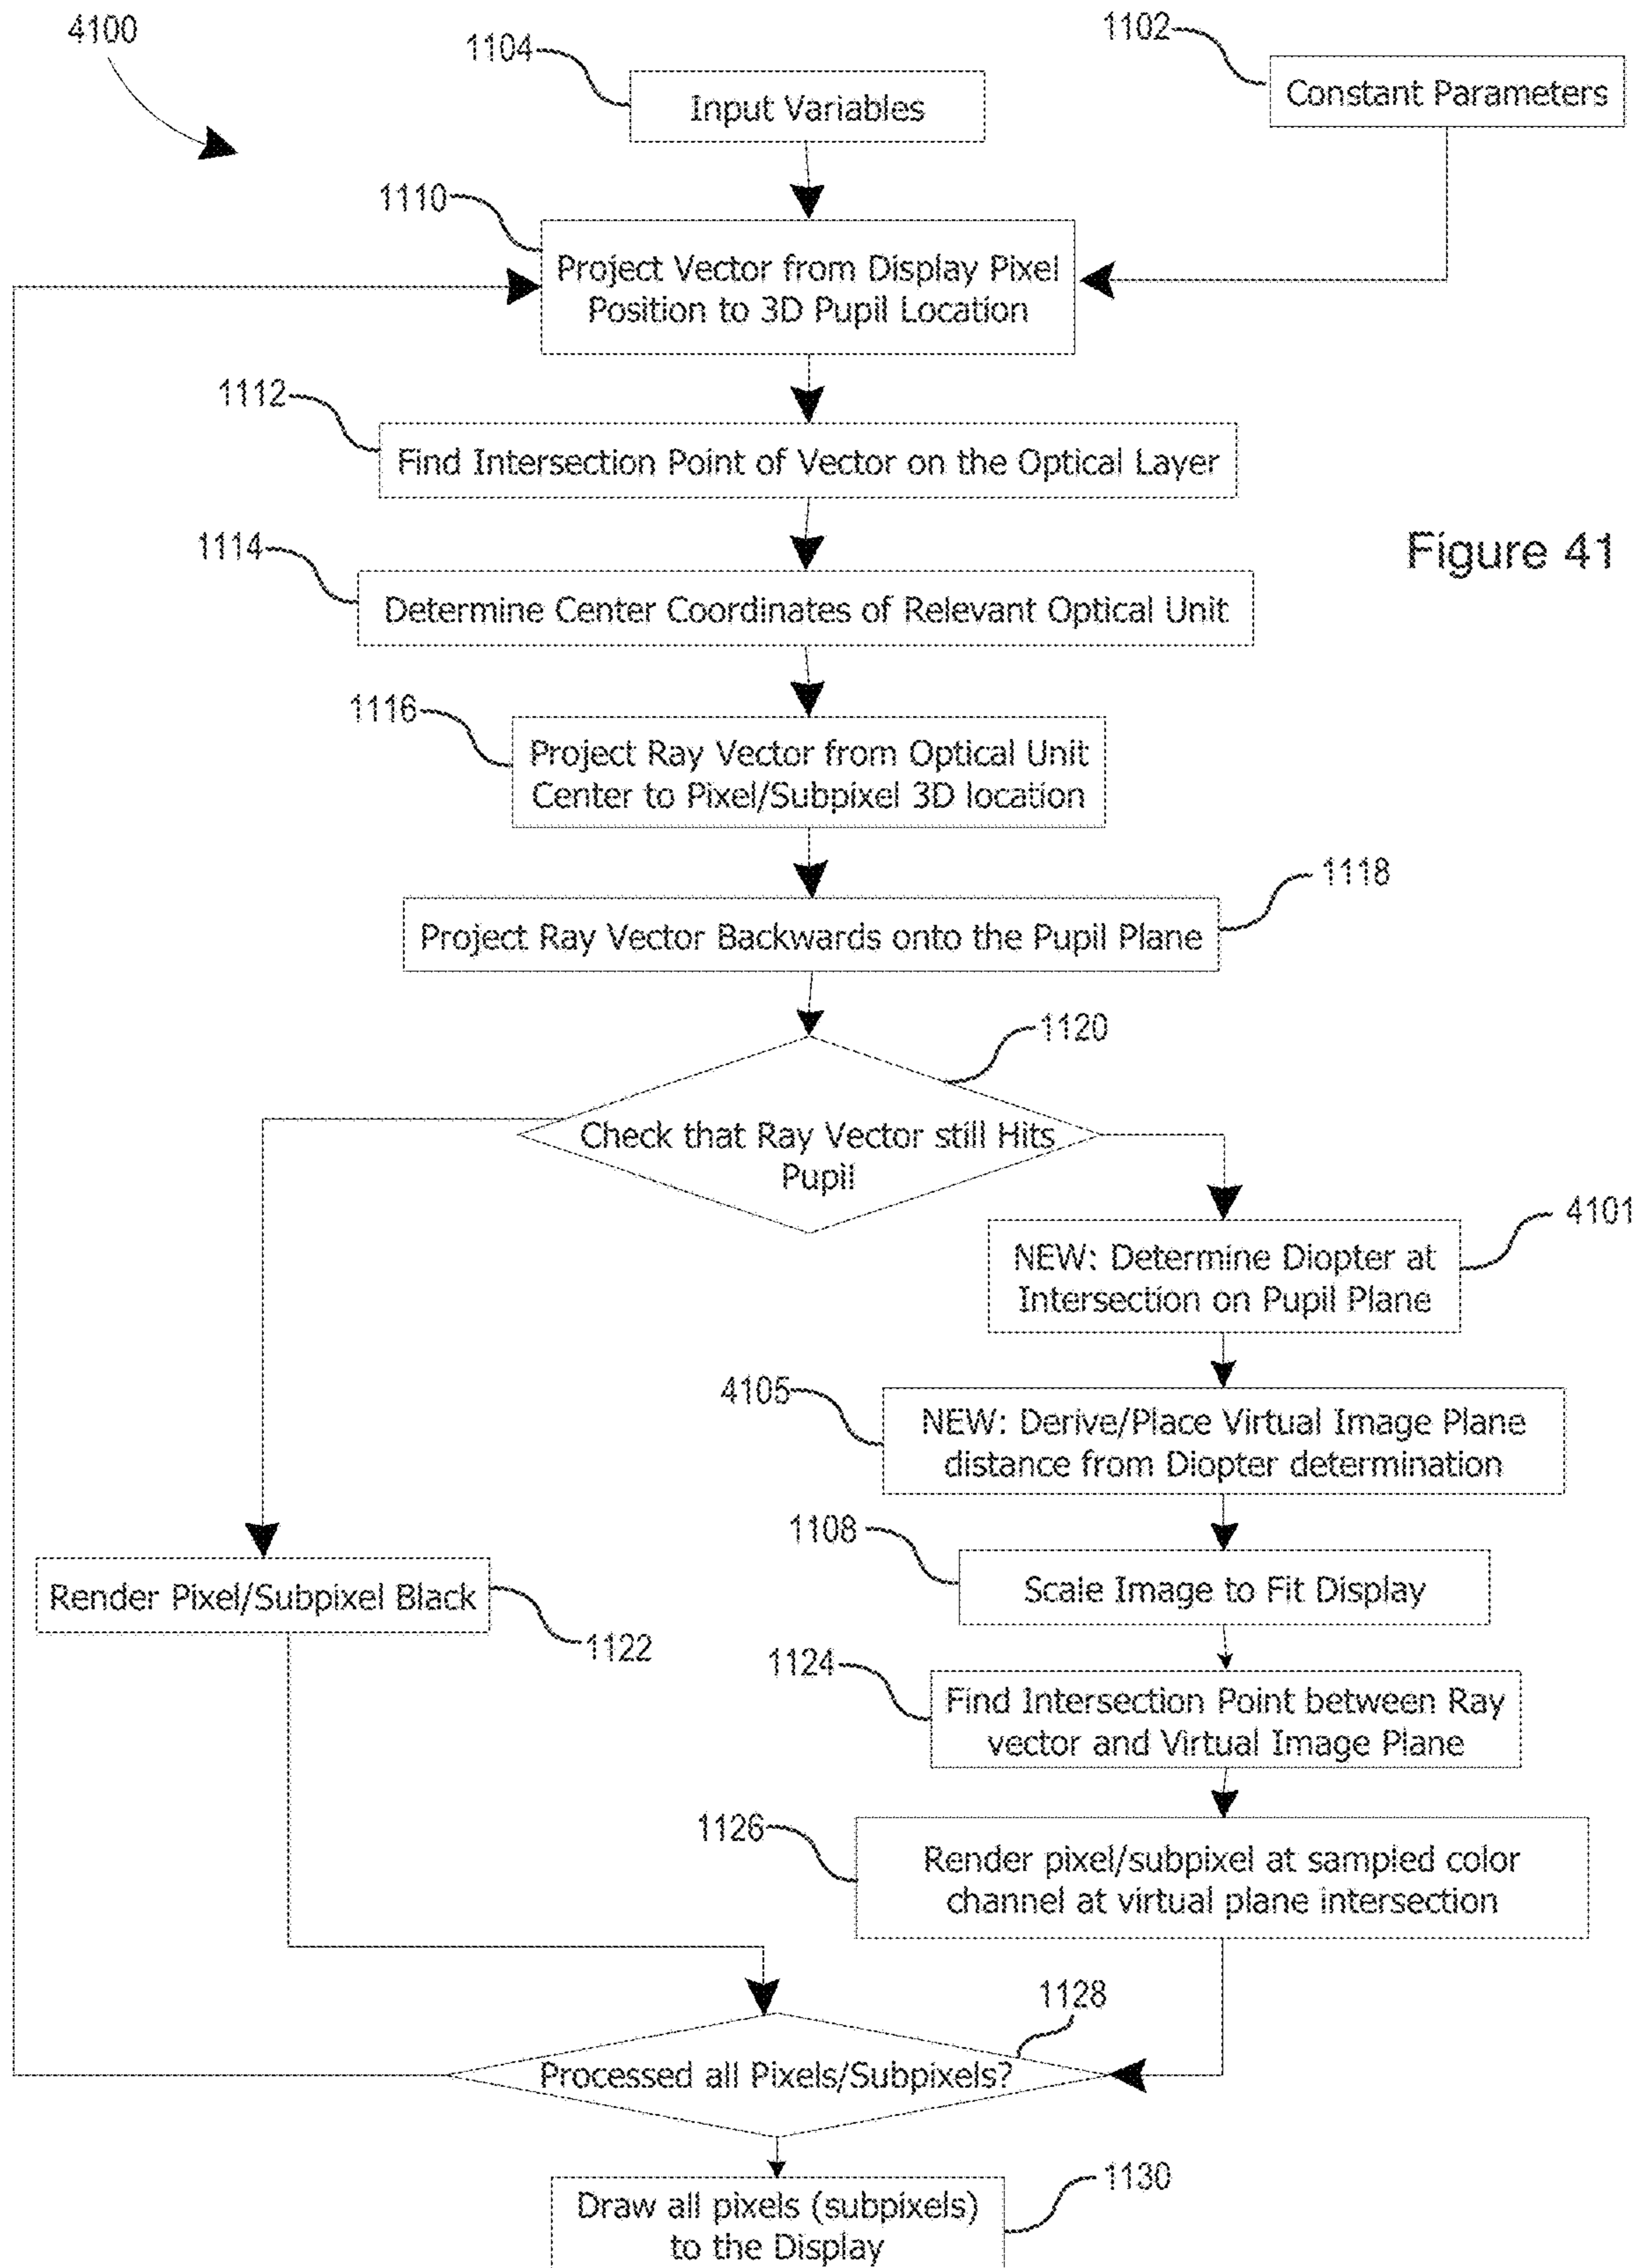 4100
1104
1102
Input Variables
Constant Parameters
1110
Project Vector from Display Pixel
Position to 3D Pupil Location
1112
Find Intersection Point of Vector on the Optical Layer
Figure 41
1114
Determine Center Coordinates of Relevant Optical Unit
1116
Project Ray Vector from Optical Unit
Center to Pixel/Subpixel 3D location
1118
Project Ray Vector Backwards onto the Pupil Plane
1120
Check that Ray Vector still Hits
Pupil
4101
NEW: Determine Diopter at
Intersection on Pupil Plane
4105
NEW: Derive/Place Virtual Image Plane
distance from Diopter determination
1108
Scale Image to Fit Display
Render Pixel/Subpixel Black
1122
1124
Find Intersection Point between Ray
vector and Virtual Image Plane
1126
Render pixel/subpixel at sampled color
channel at virtual plane intersection
1128
Processed all Pixels/Subpixels?
1130
Draw all pixels (subpixels)
to the Display